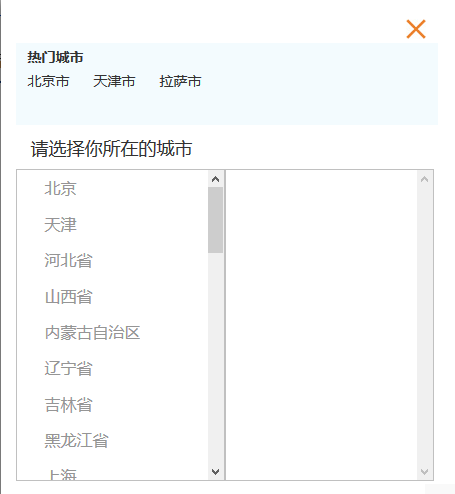 热门城市
北京市 天津市 拉萨市
请选择你所在的城市
北京
天津
河北省
山西省
内蒙古自治区
辽宁省
吉林省
黑龙江省
上海